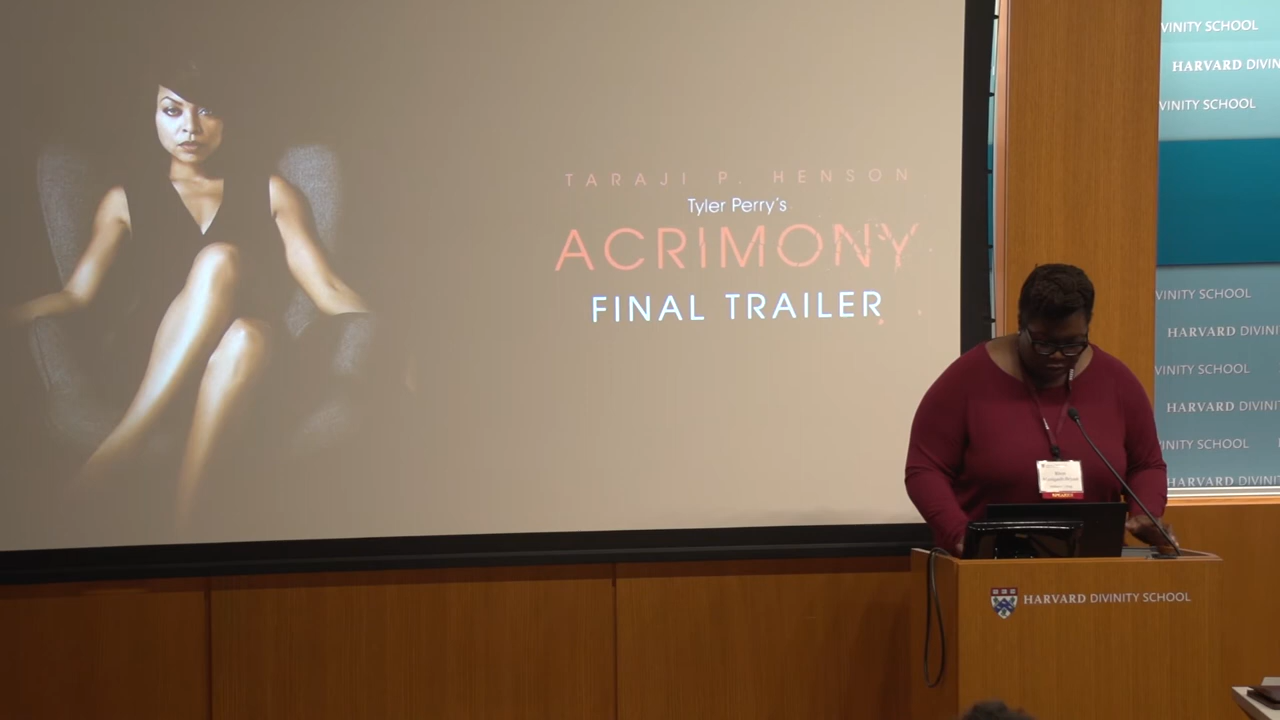 TARAJI P. HENSON
Tyler Perry's
ACRIMONY
FINAL TRAILER
VINITY SCHOOL
HARVARD DIVIN
VINITY SCHOOL
VINITY SCHOOL
HARVARD DIVINI
VINITY SCHOOL
HARVARD DIVINI
VINITY SCHOOL
HARVARD DIVINI
SPEAKER
HARVARD DIVINITY SCHOOL